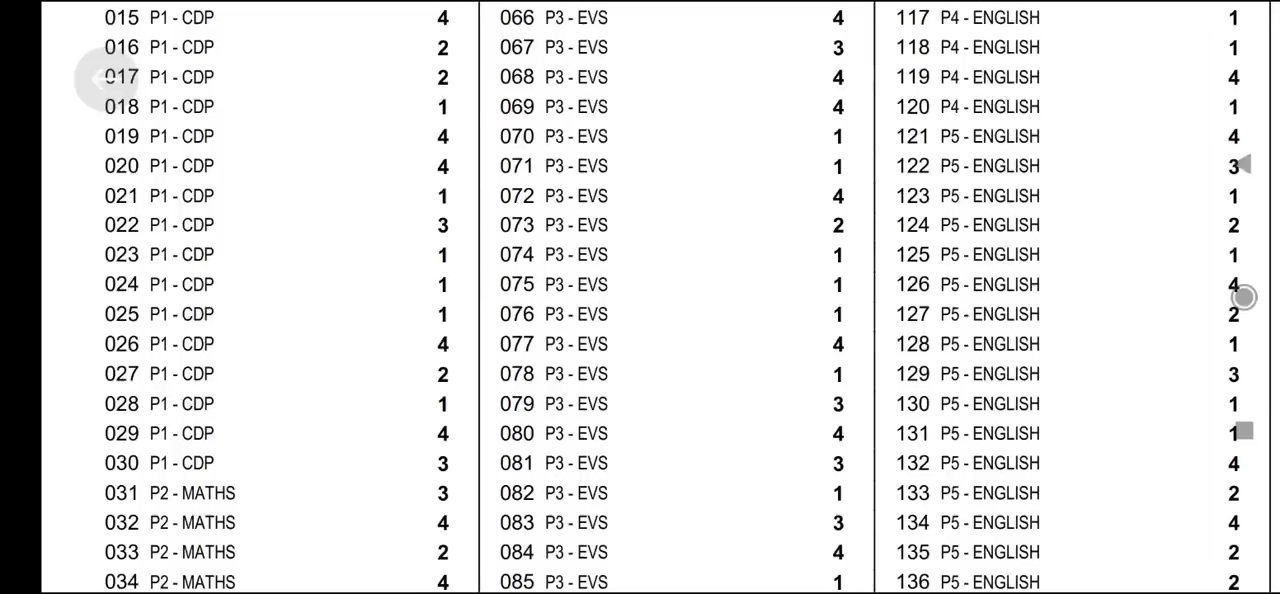 015 P1 - CDP 4
016 P1 - CDP 2
017 P1 - CDP 2
018 P1 - CDP 1
019 P1 - CDP 4
020 P1 - CDP 4
021 P1 - CDP 1
022 P1 - CDP 3
023 P1 - CDP 1
024 P1 - CDP 1
025 P1 - CDP 1
026 P1 - CDP 4
027 P1 - CDP 2
028 P1 - CDP 1
029 P1 - CDP 4
030 P1 - CDP 3
031 P2 - MATHS 3
032 P2 - MATHS 4
033 P2 - MATHS 2
034 P2 - MATHS 4
066 P3 - EVS 4
067 P3 - EVS 3
068 P3 - EVS 4
069 P3 - EVS 4
070 P3 - EVS 1
071 P3 - EVS 1
072 P3 - EVS 4
073 P3 - EVS 2
074 P3 - EVS 1
075 P3 - EVS 1
076 P3 - EVS 1
077 P3 - EVS 4
078 P3 - EVS 1
079 P3 - EVS 3
080 P3 - EVS 4
081 P3 - EVS 3
082 P3 - EVS 1
083 P3 - EVS 3
084 P3 - EVS 4
085 P3 - EVS 1
117 P4 - ENGLISH 1
118 P4 - ENGLISH 1
119 P4 - ENGLISH 4
120 P4 - ENGLISH 1
121 P5 - ENGLISH 4
122 P5 - ENGLISH 3
123 P5 - ENGLISH 1
124 P5 - ENGLISH 2
125 P5 - ENGLISH 1
126 P5 - ENGLISH 4
127 P5 - ENGLISH 2
128 P5 - ENGLISH 1
129 P5 - ENGLISH 3
130 P5 - ENGLISH 1
131 P5 - ENGLISH 1
132 P5 - ENGLISH 4
133 P5 - ENGLISH 2
134 P5 - ENGLISH 4
135 P5 - ENGLISH 2
136 P5 - ENGLISH 2